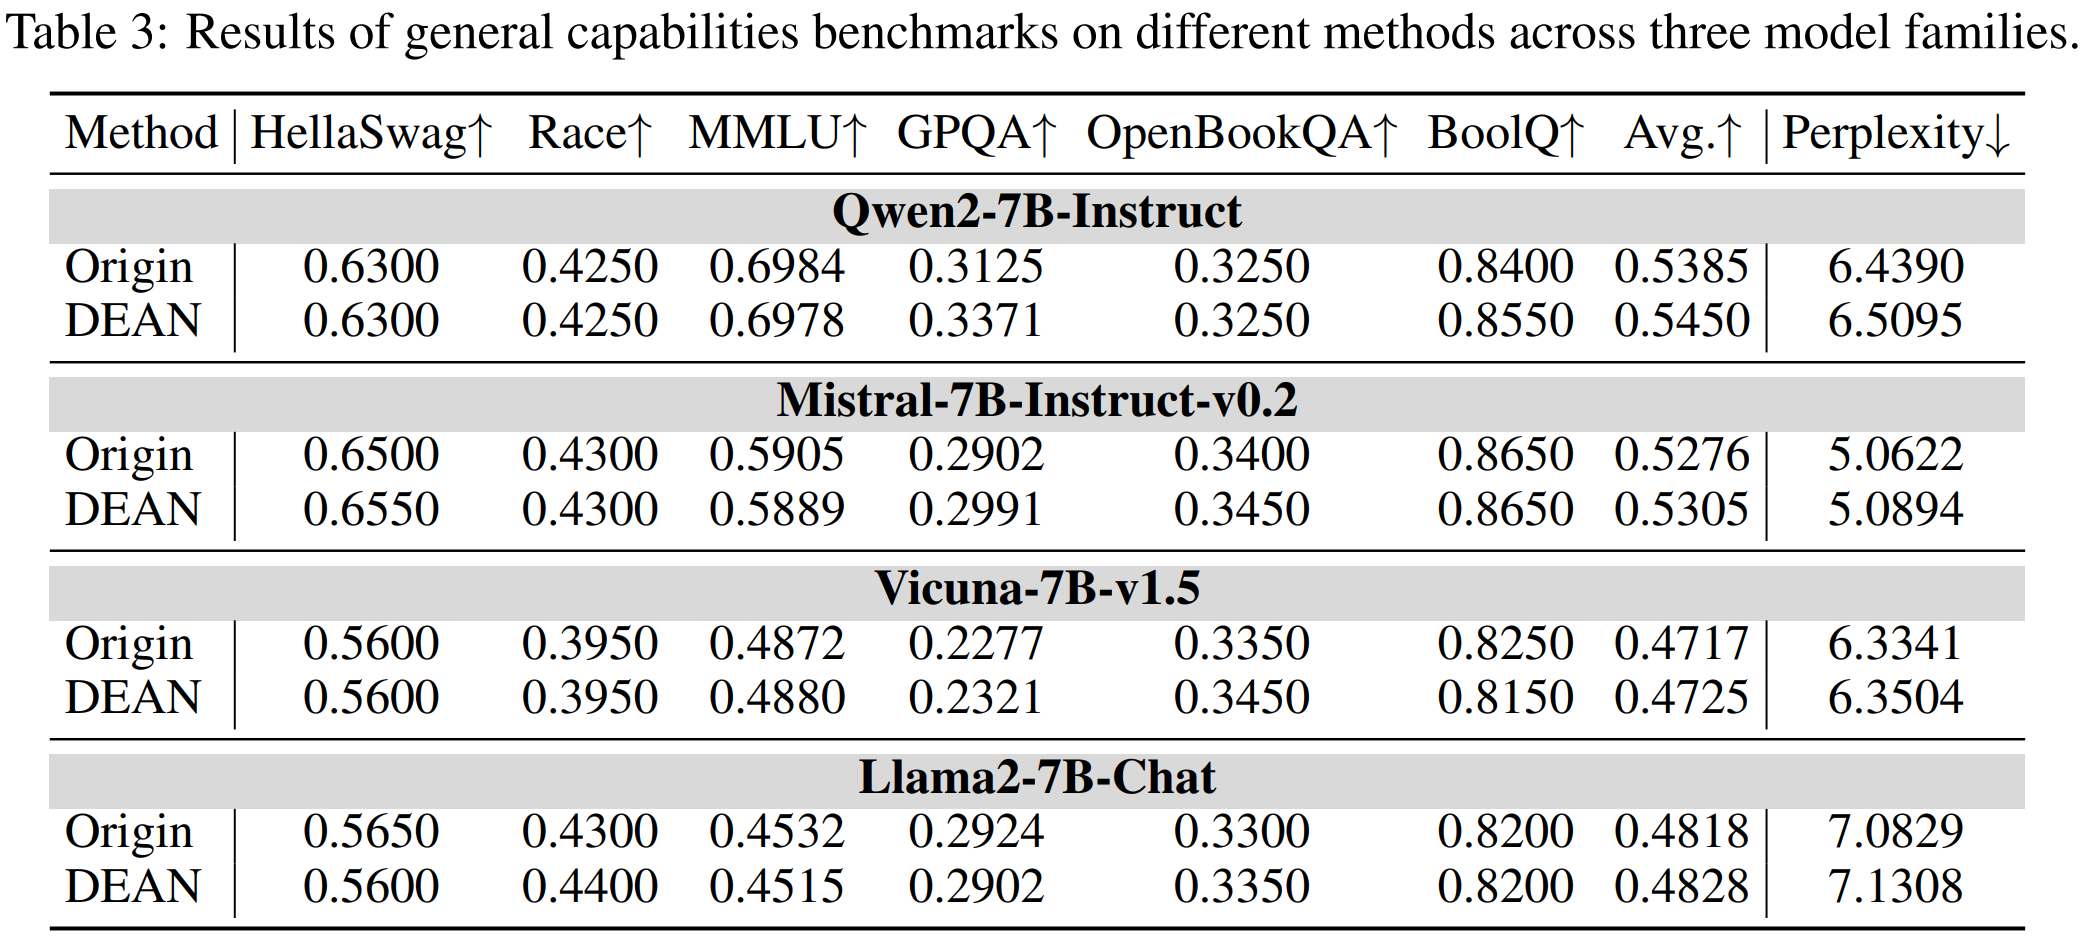 Table 3: Results of general capabilities benchmarks on different methods across three model families.
Method HellaSwag↑ Race↑ MMLU↑ GPQA↑ OpenBookQA↑ BoolQ↑ Avg.↑ Perplexity↓
Qwen2-7B-Instruct
Origin 0.6300 0.4250 0.6984 0.3125 0.3250 0.8400 0.5385 6.4390
DEAN 0.6300 0.4250 0.6978 0.3371 0.3250 0.8550 0.5450 6.5095
Mistral-7B-Instruct-v0.2
Origin 0.6500 0.4300 0.5905 0.2902 0.3400 0.8650 0.5276 5.0622
DEAN 0.6550 0.4300 0.5889 0.2991 0.3450 0.8650 0.5305 5.0894
Vicuna-7B-v1.5
Origin 0.5600 0.3950 0.4872 0.2277 0.3350 0.8250 0.4717 6.3341
DEAN 0.5600 0.3950 0.4880 0.2321 0.3450 0.8150 0.4725 6.3504
Llama2-7B-Chat
Origin 0.5650 0.4300 0.4532 0.2924 0.3300 0.8200 0.4818 7.0829
DEAN 0.5600 0.4400 0.4515 0.2902 0.3350 0.8200 0.4828 7.1308